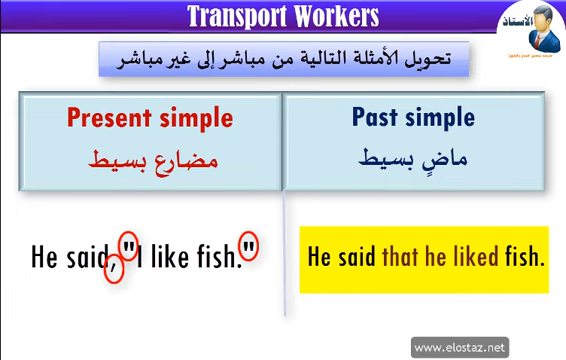 Transport Workers
الأستاذ
تحويل الأمثلة التالية من مباشر إلى غير مباشر
Present simple
مضارع بسيط
Past simple
ماضٍ بسيط
He said, "I like fish."
He said that he liked fish.
www.elostaz.net